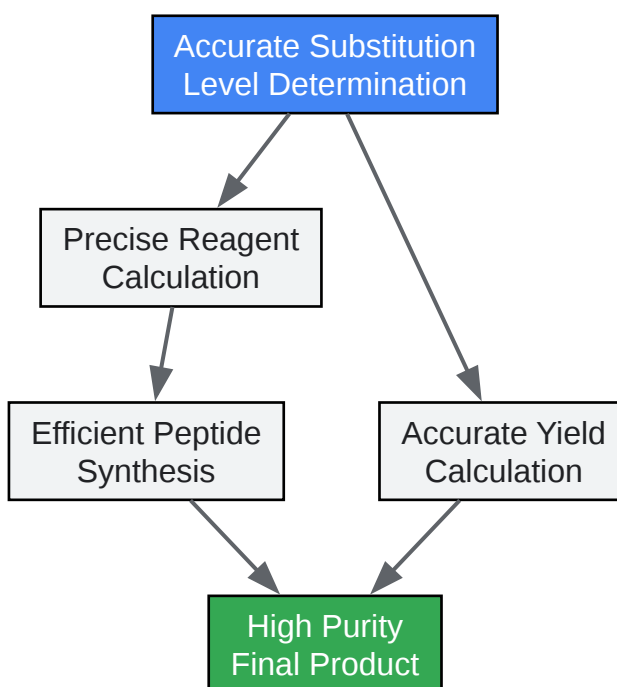 Accurate Substitution
Level Determination
Precise Reagent
Calculation
Efficient Peptide
Synthesis
Accurate Yield
Calculation
High Purity
Final Product